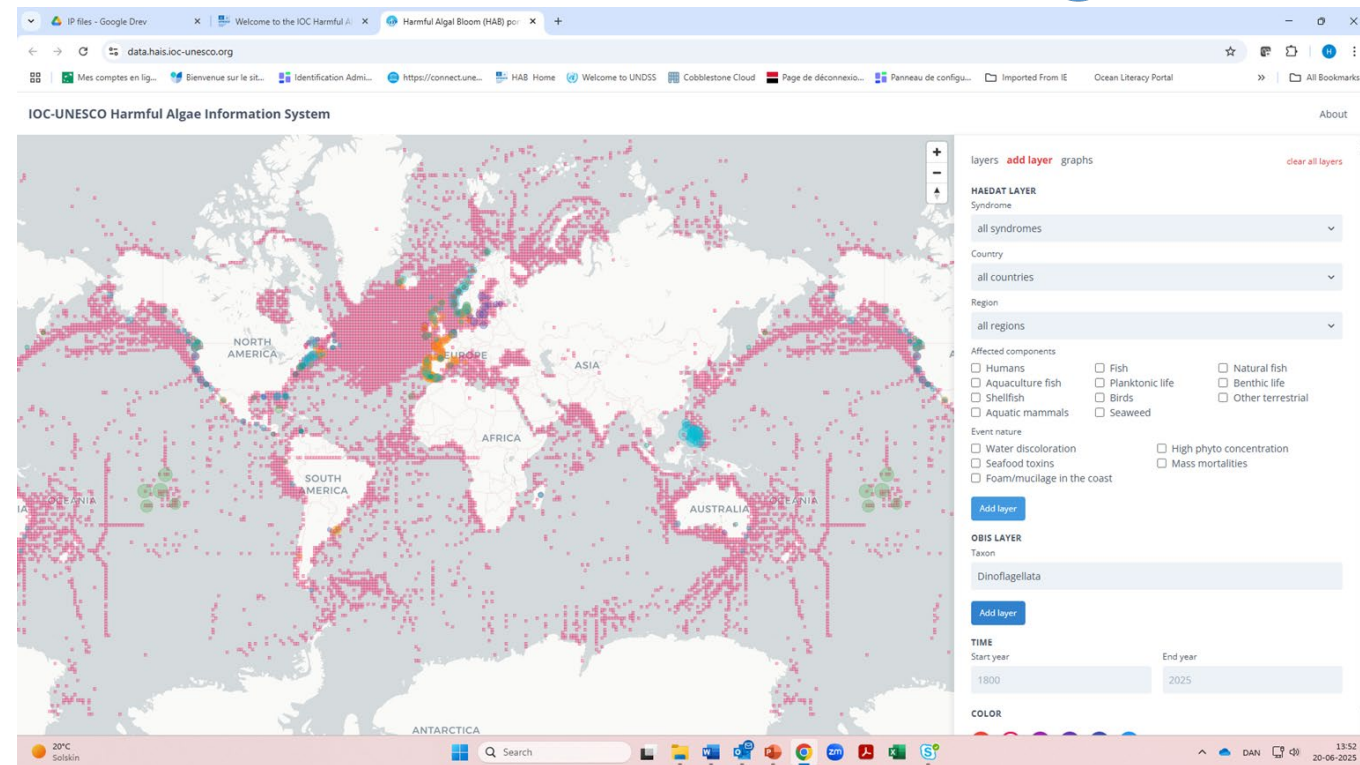 IP files - Google Drev
Welcome to the IOC Harmful A
Harmful Algal Bloom (HAB) por
data.hais.ioc-unesco.org
Mes comptes en lig...
Bienvenue sur le sit...
Identification Admi...
https://connect.une...
HAB Home
Welcome to UNDSS
Cobblestone Cloud
Page de déconnexio...
Panneau de configu...
Imported From IE
Ocean Literacy Portal
All Bookmarks
IOC-UNESCO Harmful Algae Information System
About
layers add layer graphs
clear all layers
HAEDAT LAYER
Syndrome
all syndromes
Country
all countries
Region
all regions
Affected components
Humans Fish Natural fish
Aquaculture fish Planktonic life Benthic life
Shellfish Birds Other terrestrial
Aquatic mammals Seaweed
Event nature
Water discoloration High phyto concentration
Seafood toxins Mass mortalities
Foam/mucilage in the coast
Add layer
OBIS LAYER
Taxon
Dinoflagellata
Add layer
TIME
Start year End year
1800 2025
COLOR
NORTH
AMERICA
EUROPE
ASIA
AFRICA
SOUTH
AMERICA
OCEANIA
AUSTRALIA
OCEANIA
ANTARCTICA
20°C
Solskin
Search
DAN
13:52
20-06-2025